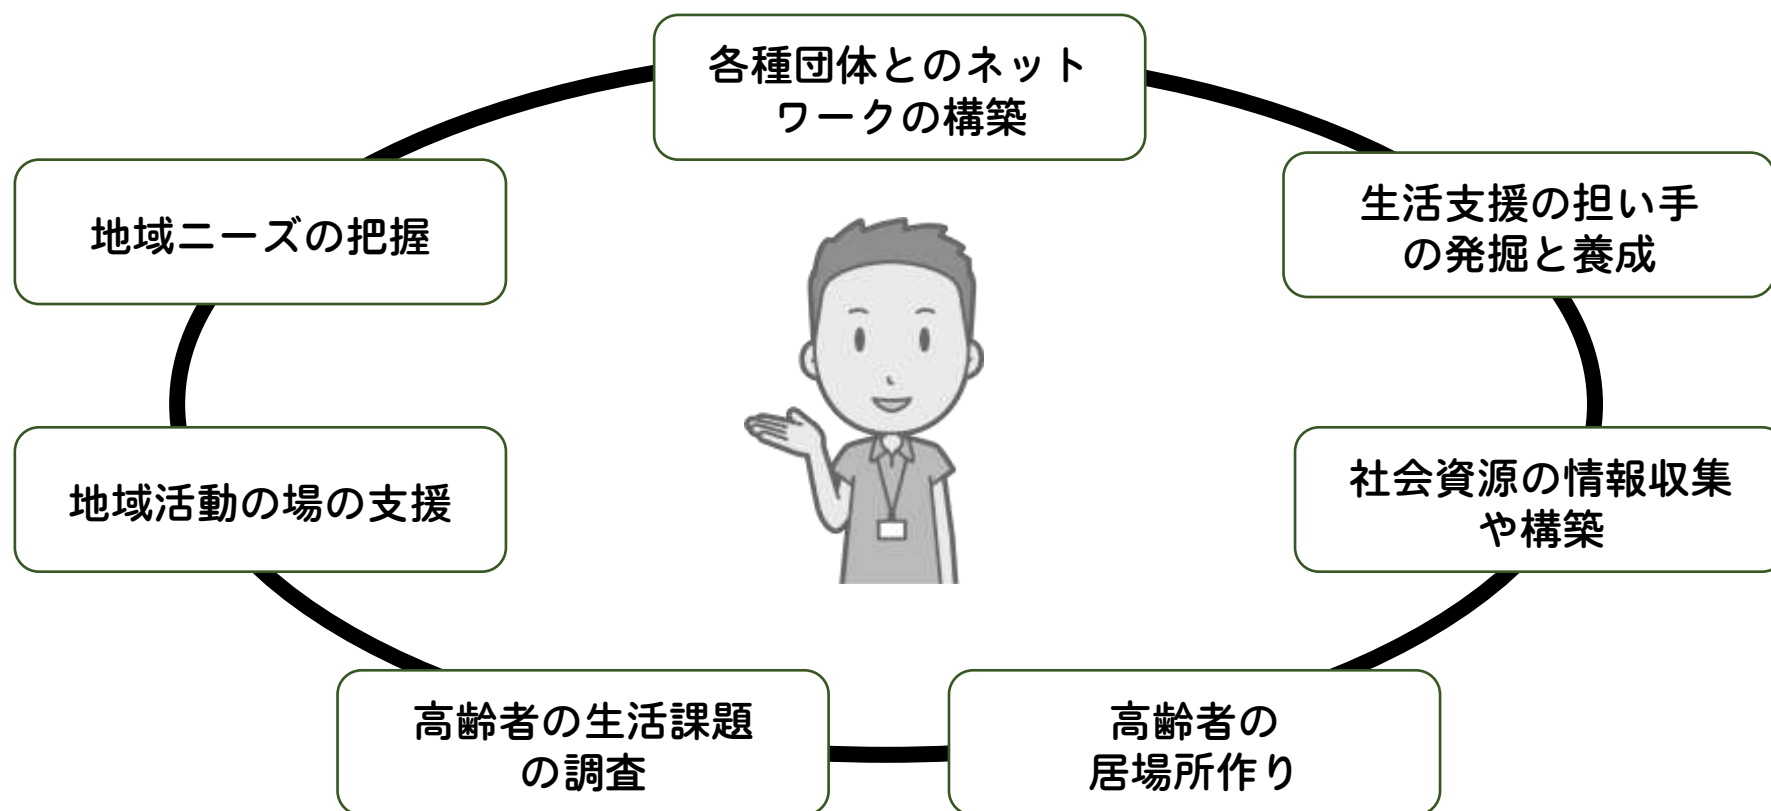 各種団体とのネット
ワークの構築
地域ニーズの把握
生活支援の担い手
の発掘と養成
地域活動の場の支援
社会資源の情報収集
や構築
高齢者の生活課題
の調査
高齢者の
居場所作り